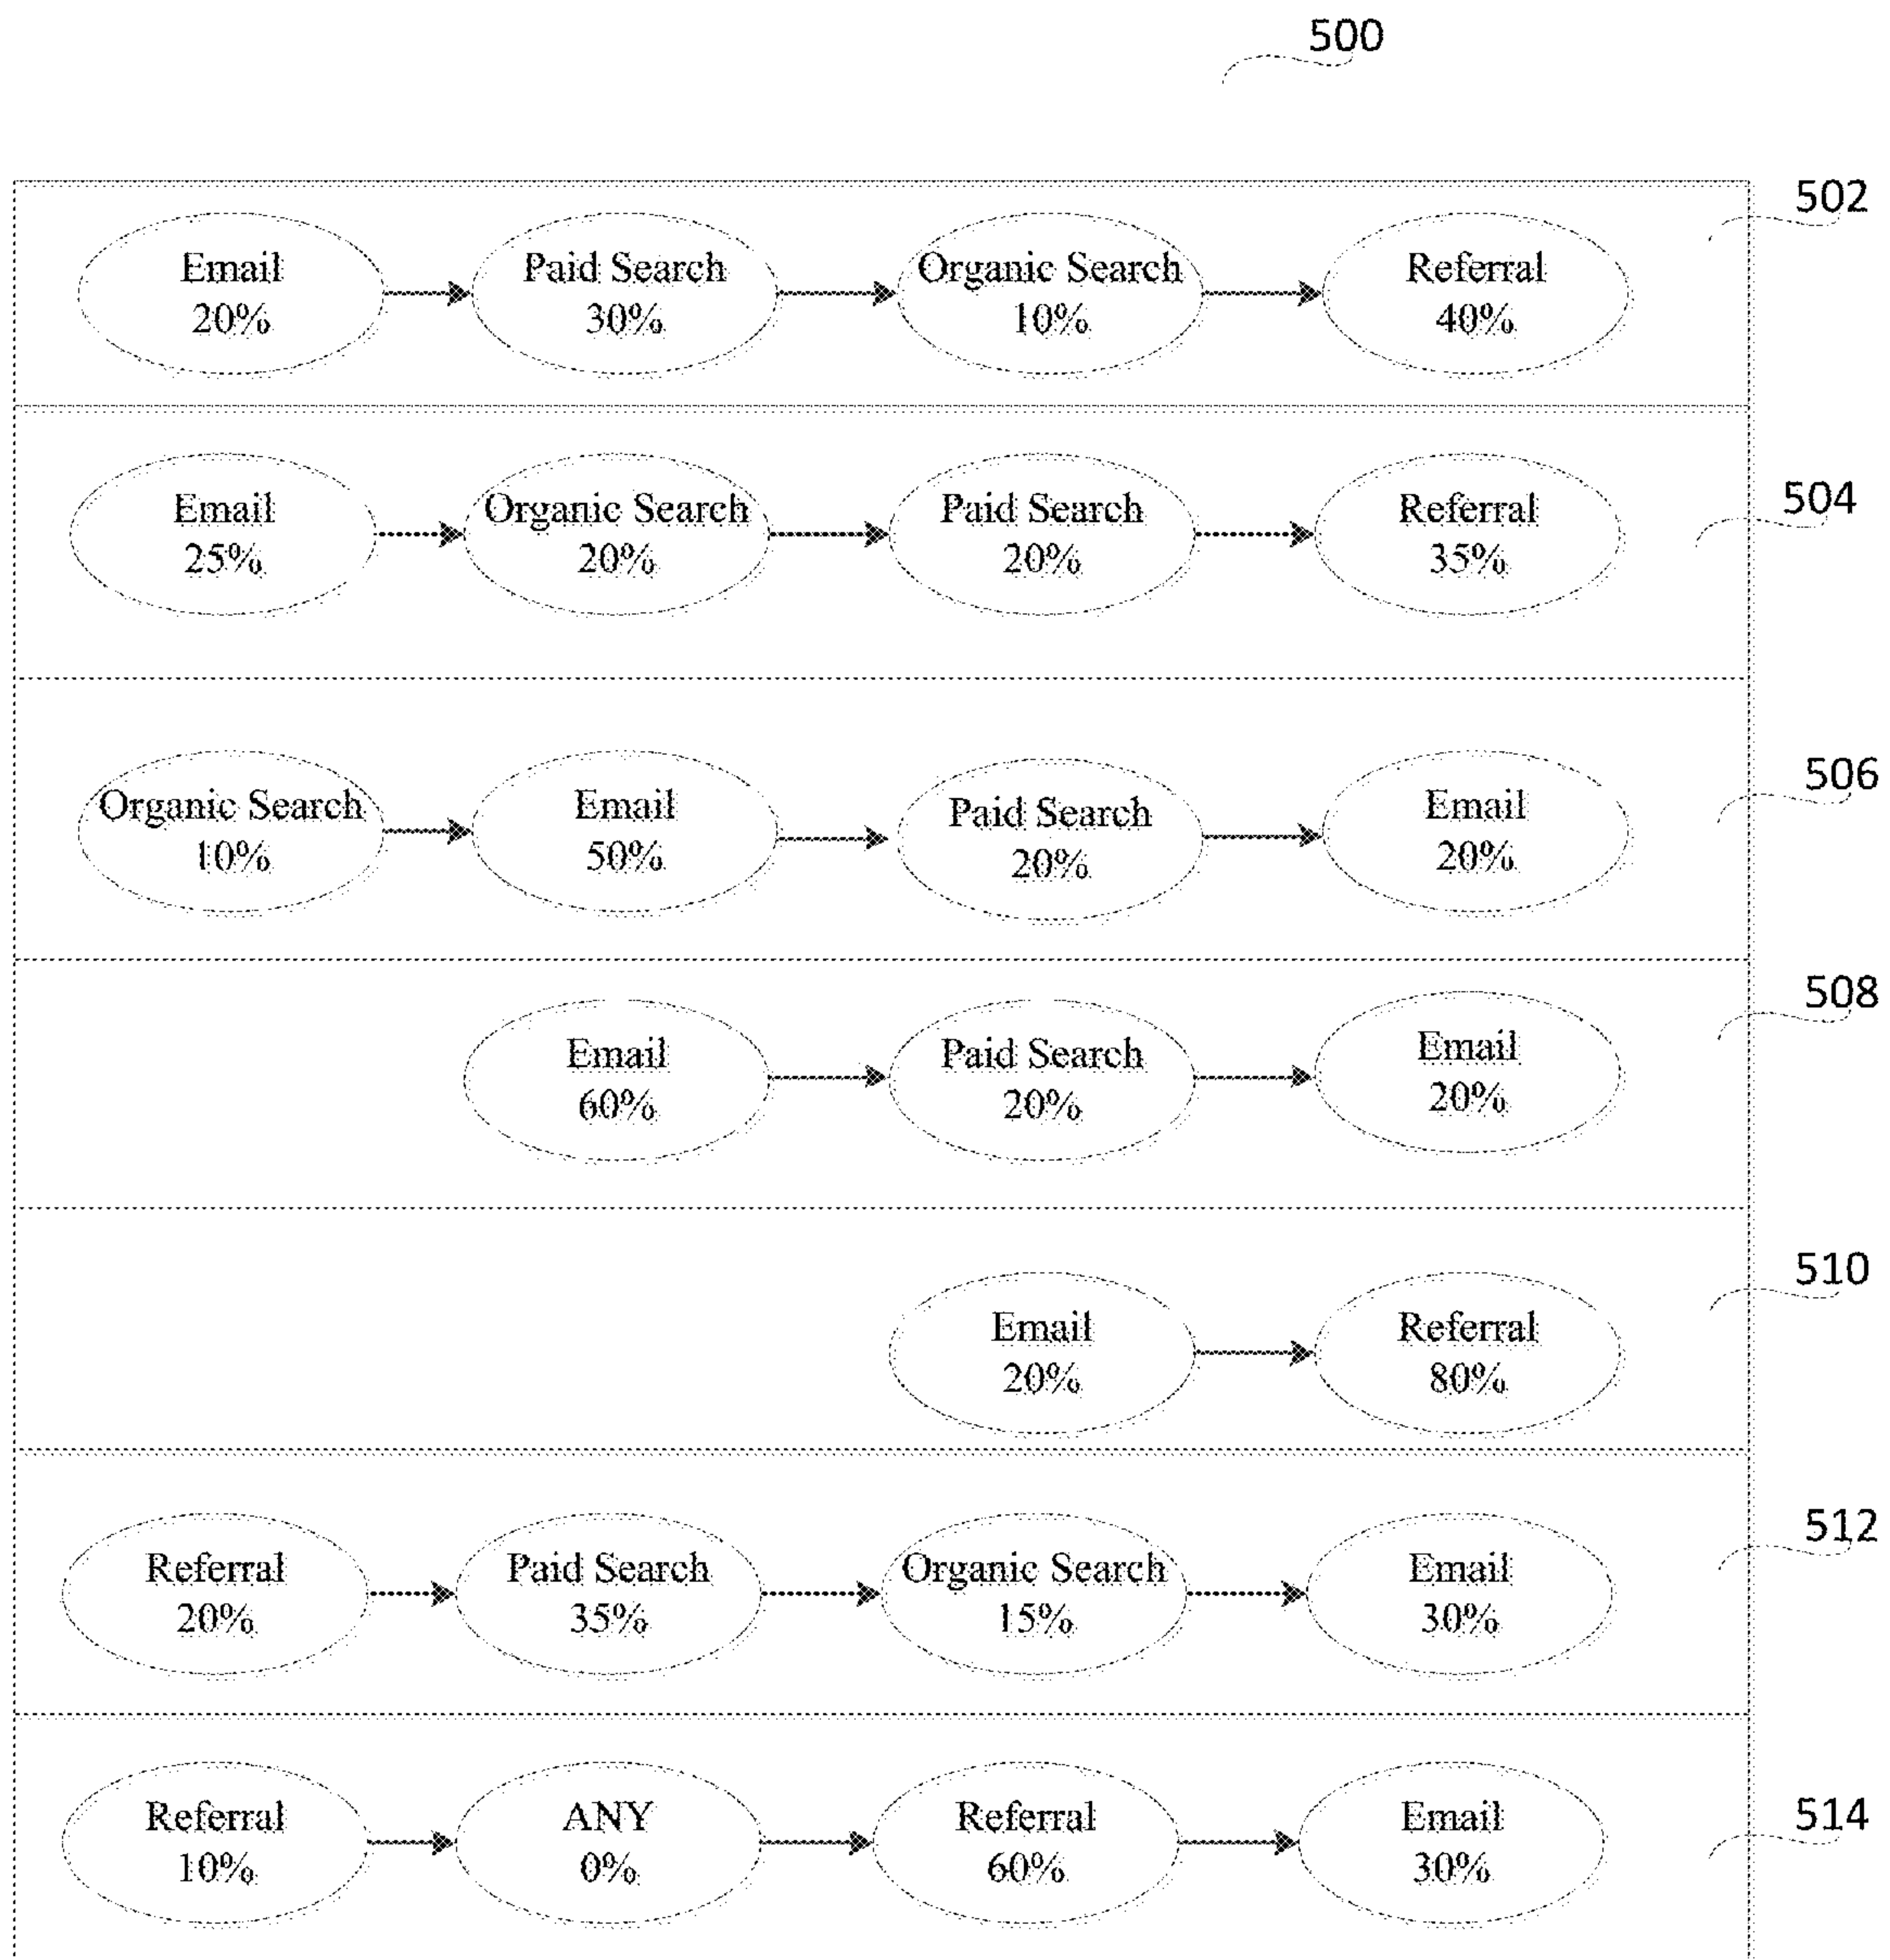 500
502
Email
20%
Paid Search
30%
Organic Search
10%
Referral
40%
504
Email
25%
Organic Search
20%
Paid Search
20%
Referral
35%
506
Organic Search
10%
Email
50%
Paid Search
20%
Email
20%
508
Email
60%
Paid Search
20%
Email
20%
510
Email
20%
Referral
80%
512
Referral
20%
Paid Search
35%
Organic Search
15%
Email
30%
514
Referral
10%
ANY
0%
Referral
60%
Email
30%